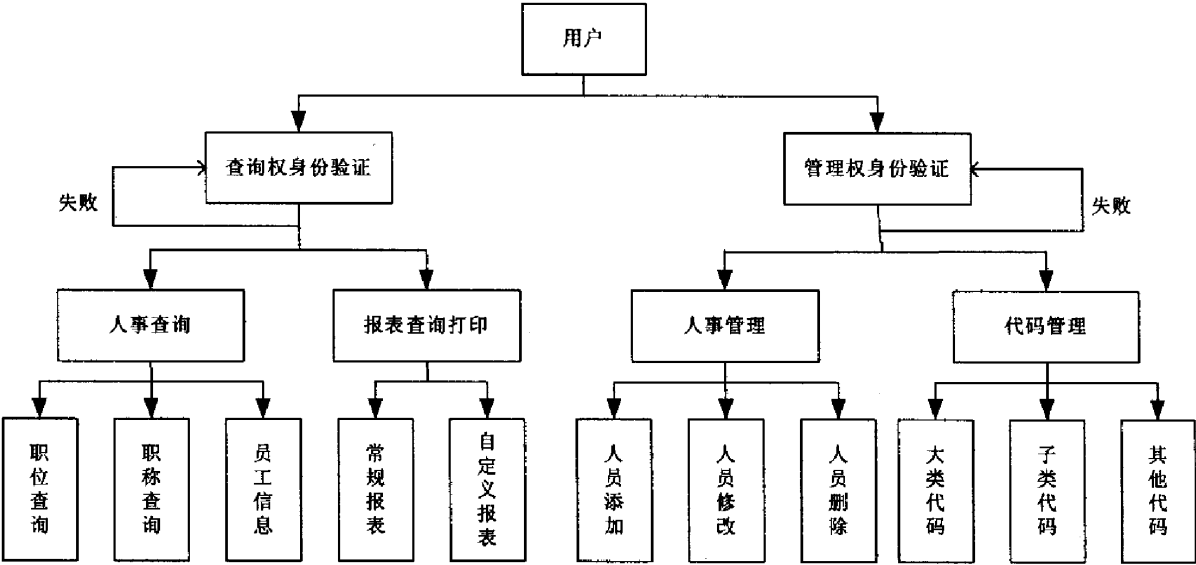 用户
查询权身份验证
管理权身份验证
失败
失败
人事查询
报表查询打印
人事管理
代码管理
职位查询
职称查询
员工信息
常规报表
自定义报表
人员添加
人员修改
人员删除
大类代码
子类代码
其他代码